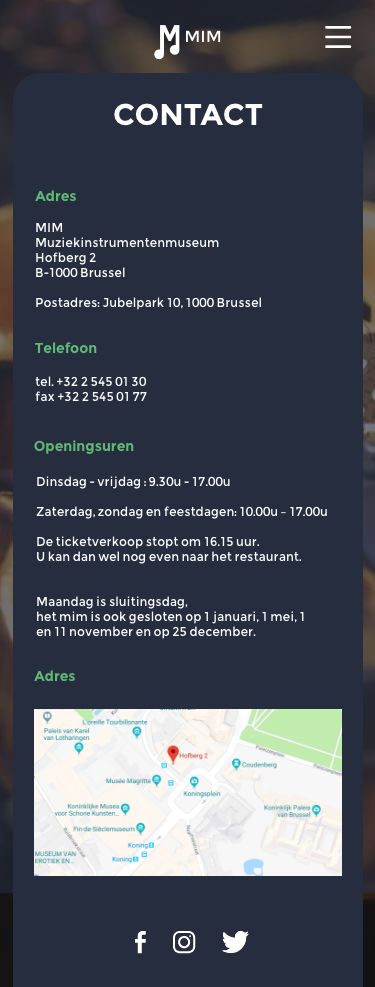 MIM
CONTACT
Adres
MIM
Muziekinstrumentenmuseum
Hofberg 2
B-1000 Brussel
Postadres: Jubelpark 10, 1000 Brussel
Telefoon
tel. +32 2 545 01 30
fax +32 2 545 01 77
Openingsuren
Dinsdag - vrijdag : 9.30u - 17.00u
Zaterdag, zondag en feestdagen: 10.00u – 17.00u
De ticketverkoop stopt om 16.15 uur.
U kan dan wel nog even naar het restaurant.
Maandag is sluitingsdag,
het mim is ook gesloten op 1 januari, 1 mei, 1
en 11 november en op 25 december.
Adres
L'oreille Tourbillonante
Paleis van Karel
van Lotharingen
Hofberg 2
Coudenberg
Musée Magritte
Koningsplein
Koninklijke Musea
voor Schone Kunsten...
Koninklijk Paleis
van Brussel
Fin-de-Sièclemuseum
Koning
MUSEUM VAN
EROTIEK EN...
Koning